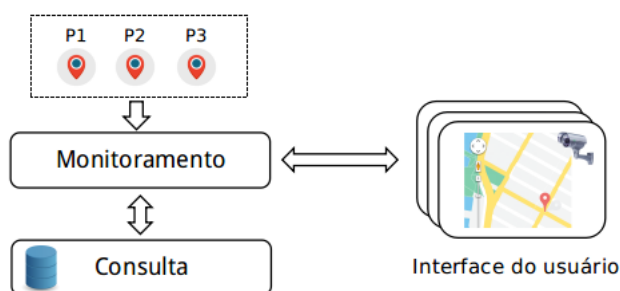 P1 P2 P3
Monitoramento
Consulta
Interface do usuário